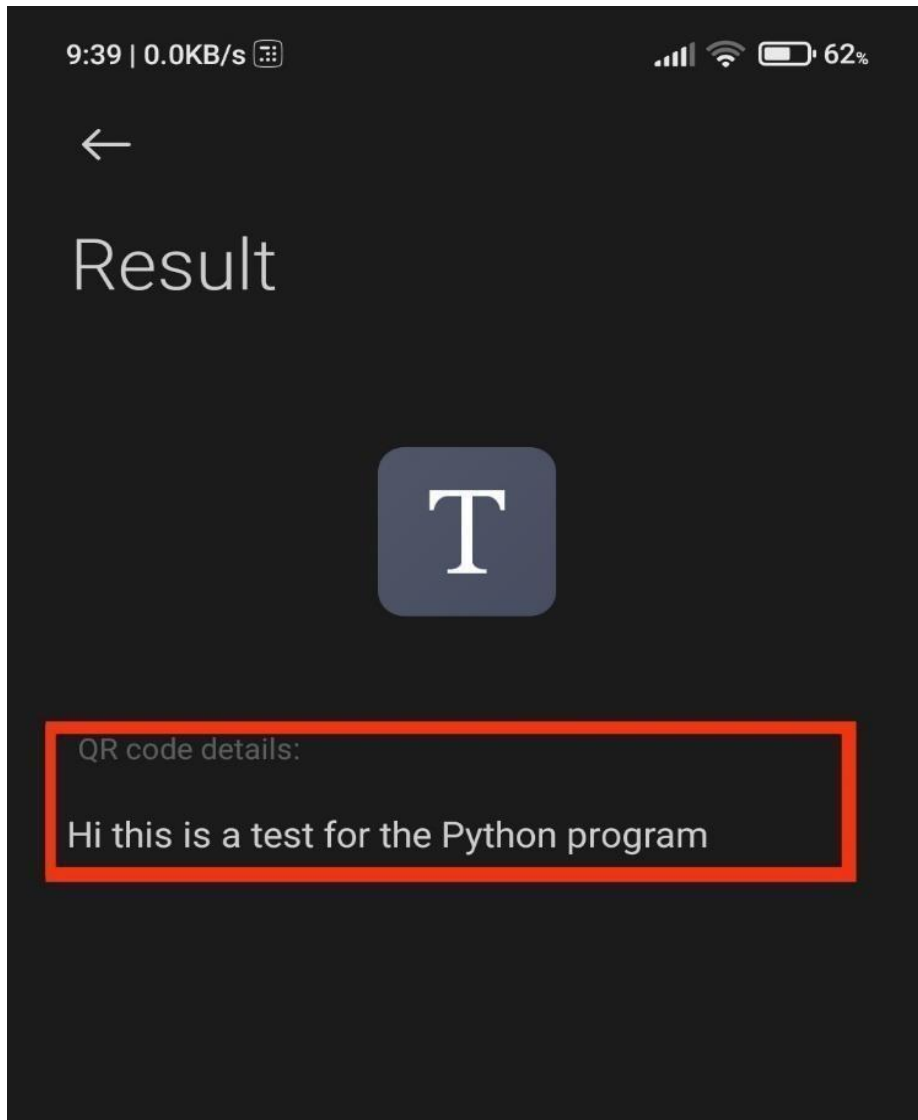 9:39 | 0.0KB/s 62%
Result
T
QR code details:
Hi this is a test for the Python program